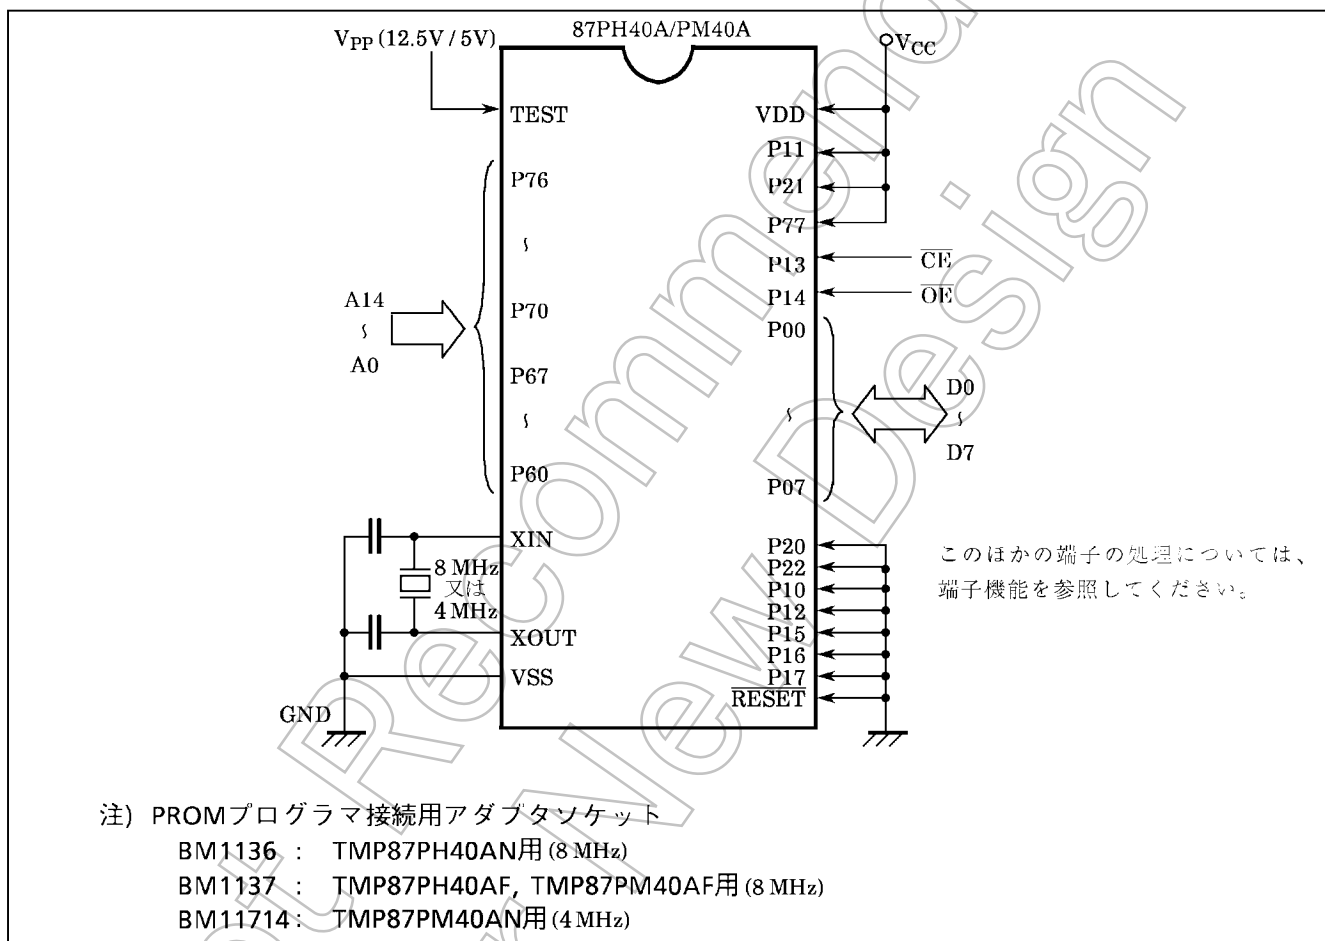 87PH40A/PM40A
VPP (12.5V / 5V)
VCC
TEST
VDD
P11
P76
P21
P77
P13
CE
P14
OE
A14
P70
P00
A0
P67
D0
D7
P60
P07
XIN
8 MHz
又は
4 MHz
XOUT
VSS
GND
P20
P22
P10
P12
P15
P16
P17
RESET
このほかの端子の処理については、
端子機能を参照してください。
注) PROMプログラマ接続用アダプタソケット
BM1136 : TMP87PH40AN用 (8 MHz)
BM1137 : TMP87PH40AF, TMP87PM40AF用 (8 MHz)
BM11714 : TMP87PM40AN用 (4 MHz)
Not Recommended
for New Design